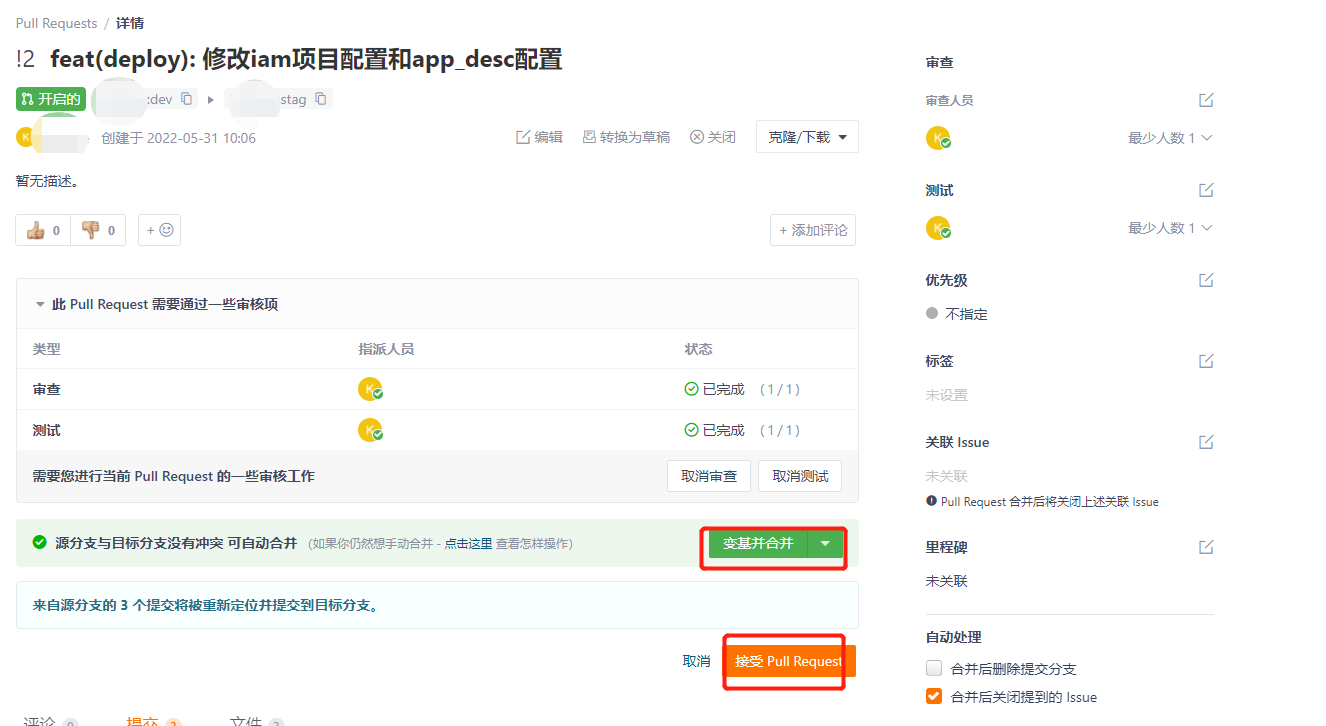 Pull Requests / 详情
!2 feat(deploy): 修改iam项目配置和app_desc配置
开启的 :dev stag
K 创建于 2022-05-31 10:06
编辑 转换为草稿 关闭 克隆/下载
暂无描述。
0 0 + + 添加评论
此 Pull Request 需要通过一些审核项
类型 指派人员 状态
审查 K 已完成 (1/1)
测试 K 已完成 (1/1)
需要您进行当前 Pull Request 的一些审核工作 取消审查 取消测试
源分支与目标分支没有冲突 可自动合并 (如果你仍然想手动合并 - 点击这里 查看怎样操作) 变基并合并
来自源分支的 3 个提交将被重新定位并提交到目标分支。
取消 接受 Pull Request
评论 0 提交 文件
审查
审查人员
K 最少人数 1
测试
K 最少人数 1
优先级
不指定
标签
未设置
关联 Issue
未关联
Pull Request 合并后将关闭上述关联 Issue
里程碑
未关联
自动处理
合并后删除提交分支
合并后关闭提到的 Issue